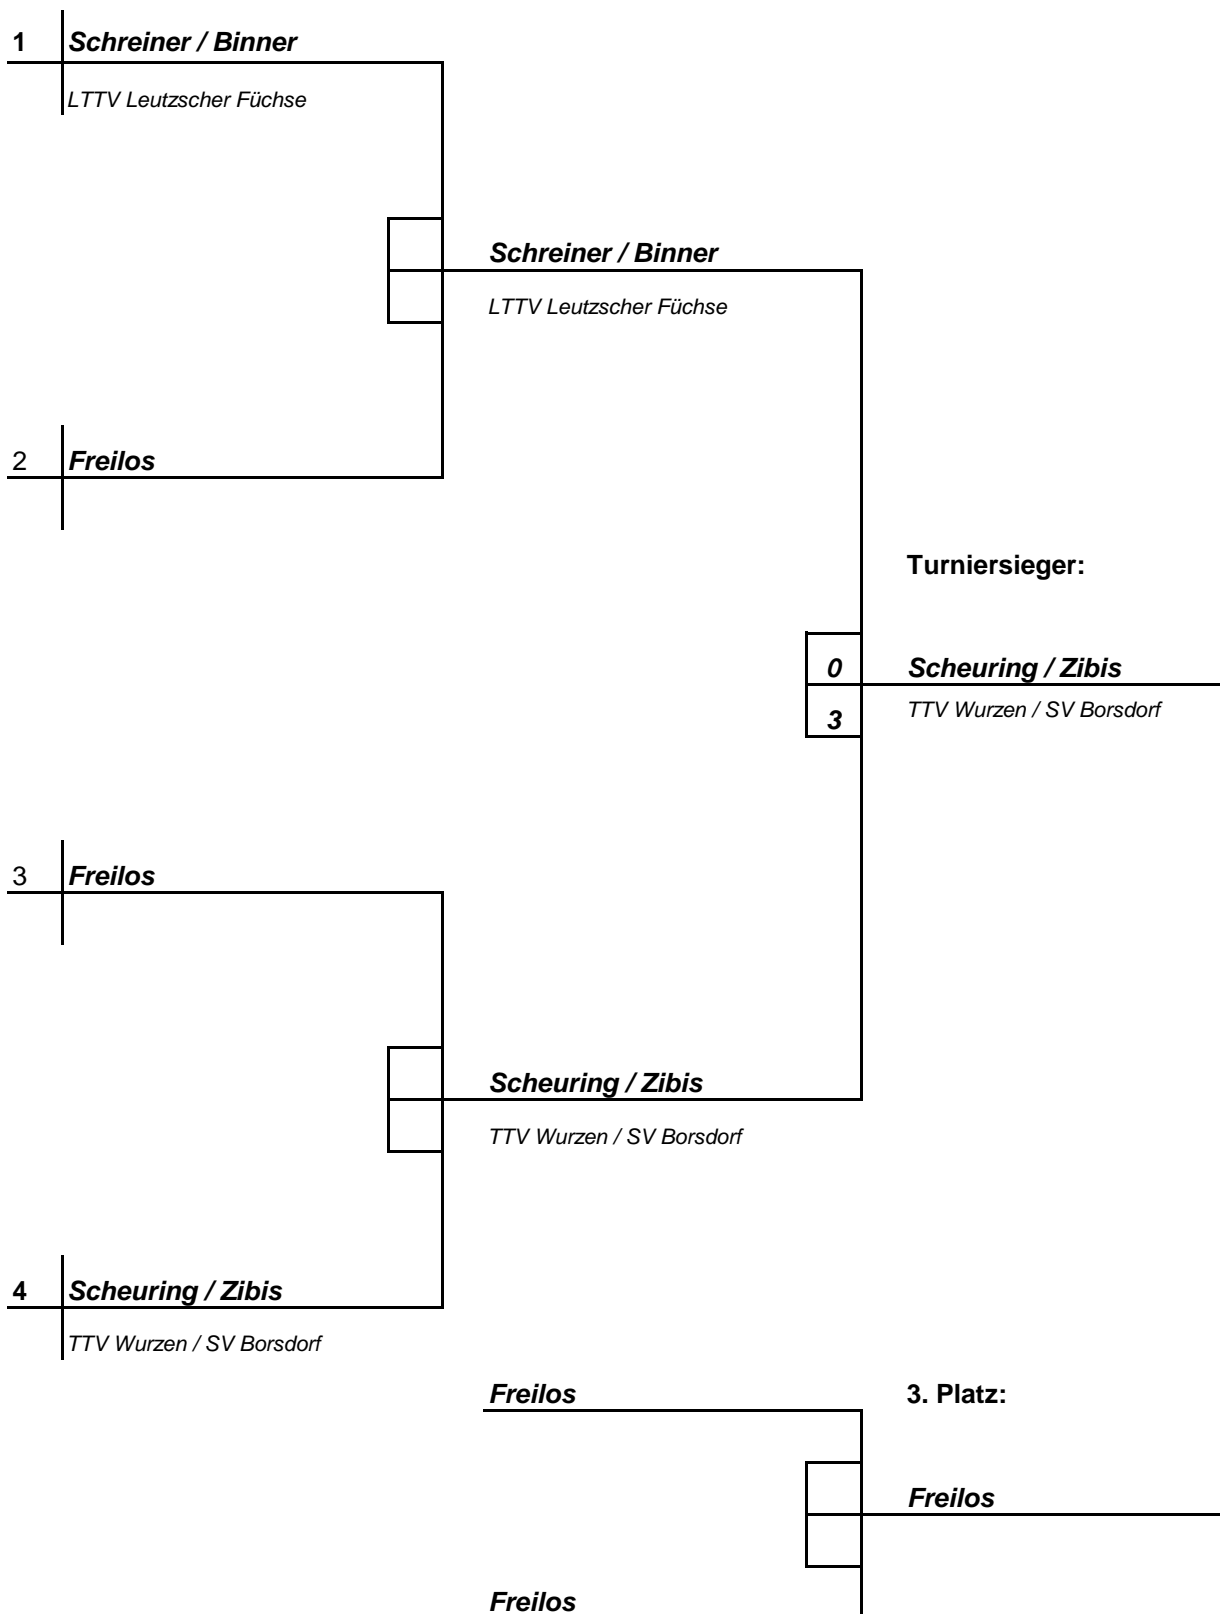 1 Schreiner / Binner
LTTV Leutzscher Füchse
Schreiner / Binner
LTTV Leutzscher Füchse
2 Freilos
Turniersieger:
0 Scheuring / Zibis
3 TTV Wurzen / SV Borsdorf
3 Freilos
Scheuring / Zibis
TTV Wurzen / SV Borsdorf
4 Scheuring / Zibis
TTV Wurzen / SV Borsdorf
Freilos 3. Platz:
Freilos
Freilos